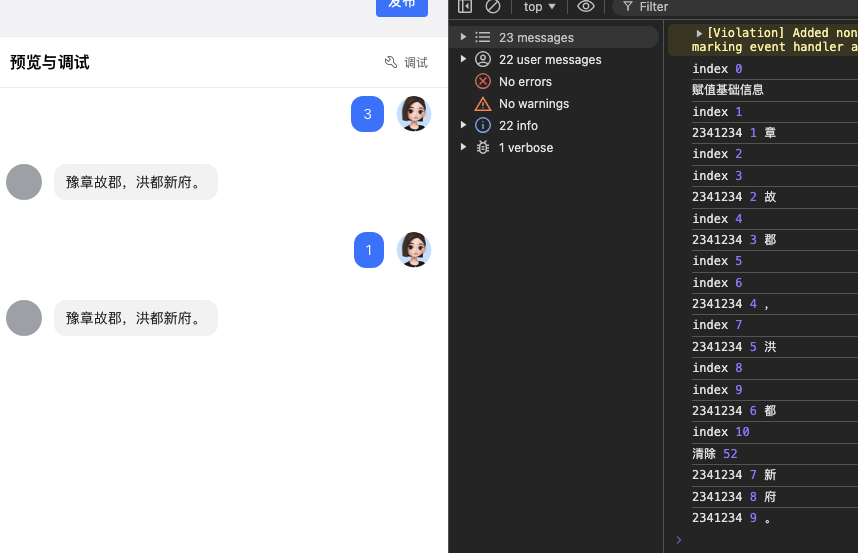 发布
预览与调试
调试
3
豫章故郡，洪都新府。
1
豫章故郡，洪都新府。
top
Filter
23 messages
22 user messages
No errors
No warnings
22 info
1 verbose
[Violation] Added non
marking event handler a
index 0
赋值基础信息
index 1
2341234 1 章
index 2
index 3
2341234 2 故
index 4
2341234 3 郡
index 5
index 6
2341234 4 ，
index 7
2341234 5 洪
index 8
index 9
2341234 6 都
index 10
清除 52
2341234 7 新
2341234 8 府
2341234 9 。